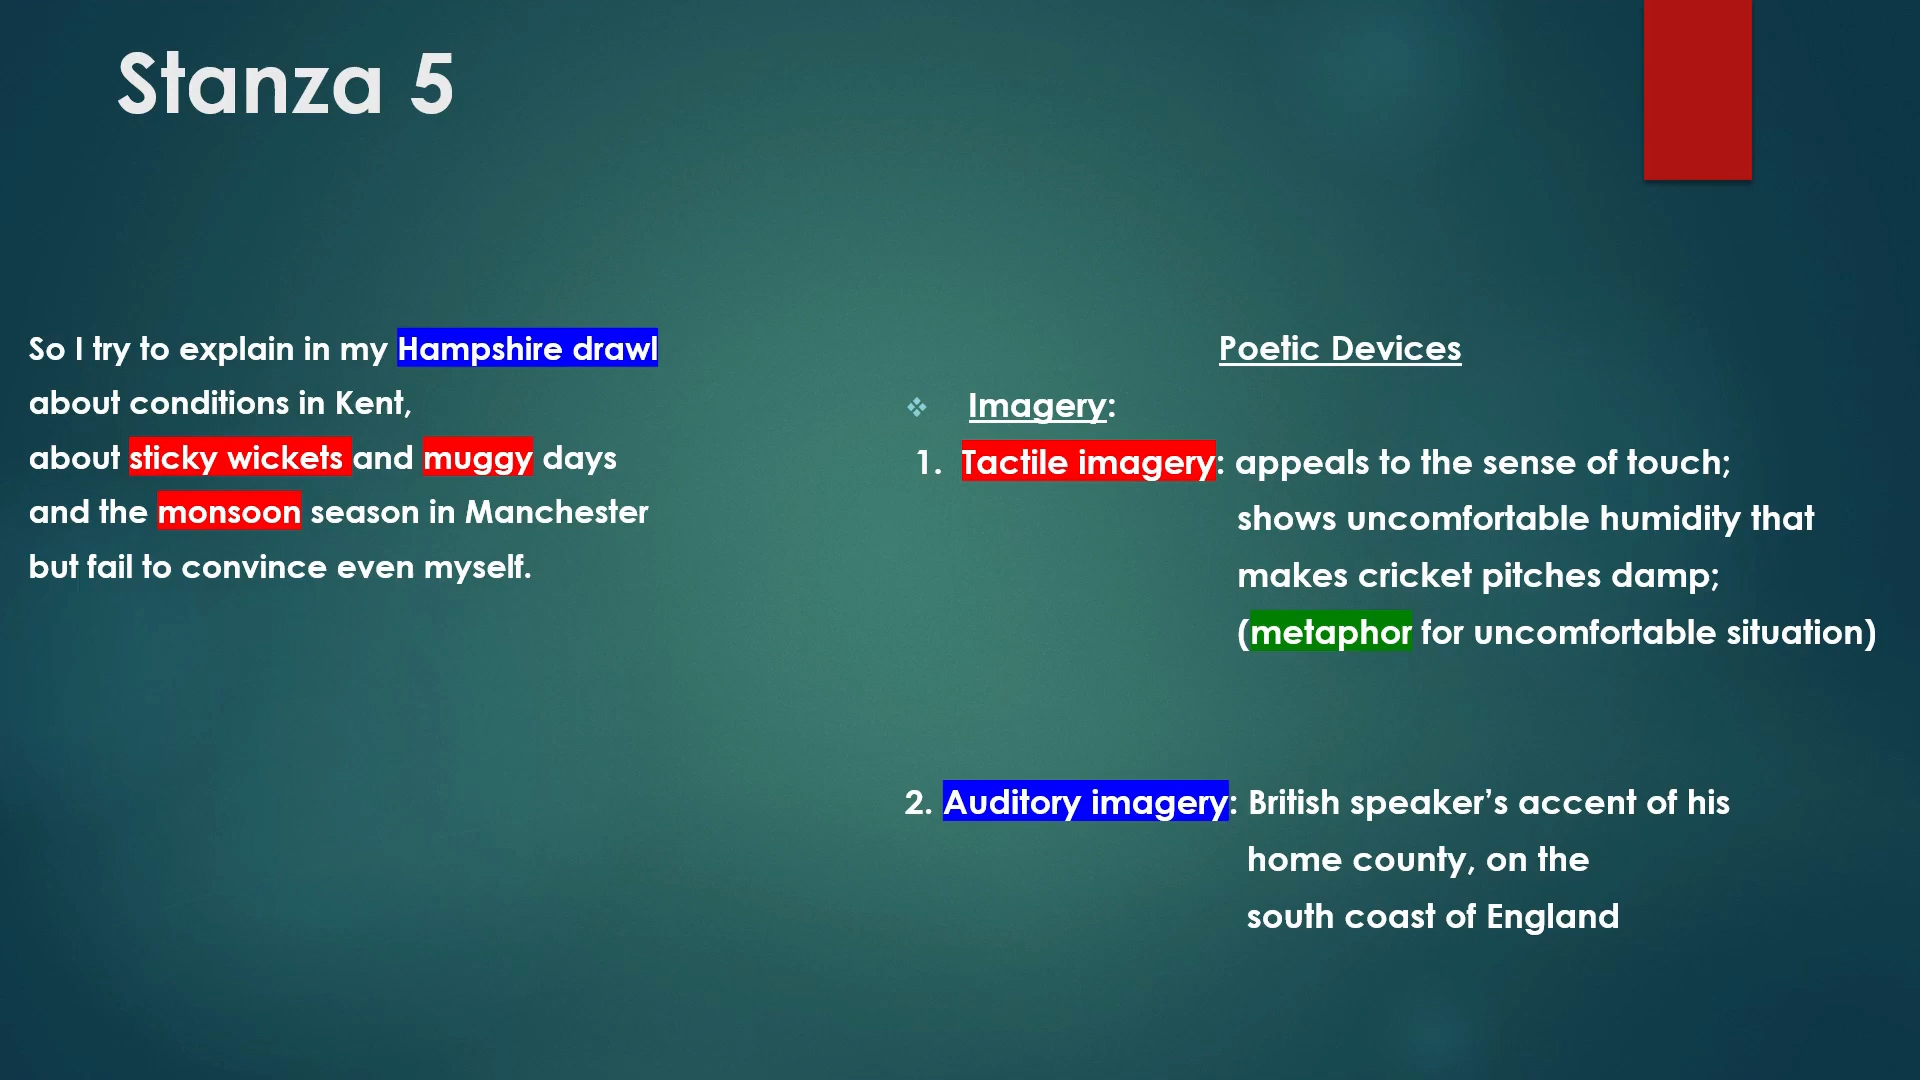 Stanza 5
So I try to explain in my Hampshire drawl
about conditions in Kent,
about sticky wickets and muggy days
and the monsoon season in Manchester
but fail to convince even myself.
Poetic Devices
Imagery:
1. Tactile imagery: appeals to the sense of touch;
shows uncomfortable humidity that
makes cricket pitches damp;
(metaphor for uncomfortable situation)
2. Auditory imagery: British speaker’s accent of his
home county, on the
south coast of England